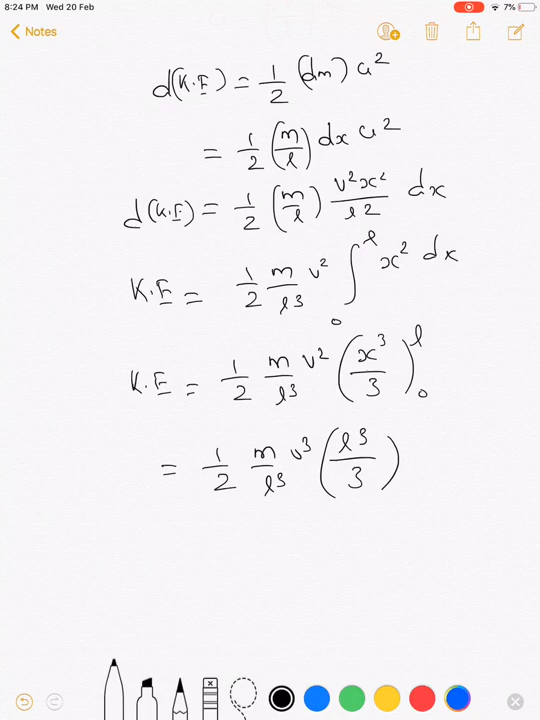 8:24 PM Wed 20 Feb 7%
Notes
d(K.E) = 1/2 (dm) u²
= 1/2 (m/l) dx u²
d(K.E) = 1/2 (m/l) v²x²/l² dx
K.E = 1/2 m/l³ v² ∫₀ˡ x² dx
K.E = 1/2 m/l³ v² (x³/3)₀ˡ
= 1/2 m/l³ v³ (l³/3)